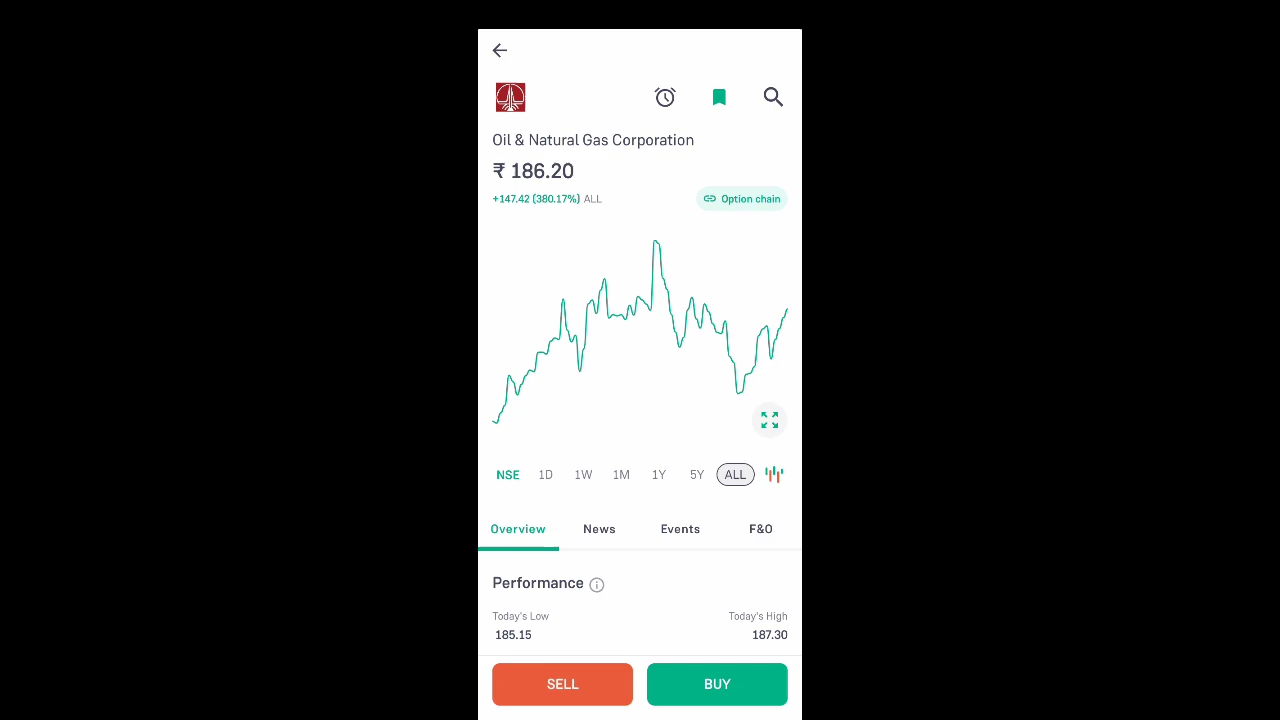 Oil & Natural Gas Corporation
₹ 186.20
+147.42 (380.17%) ALL
Option chain
NSE 1D 1W 1M 1Y 5Y ALL
Overview News Events F&O
Performance
Today's Low Today's High
185.15 187.30
SELL BUY